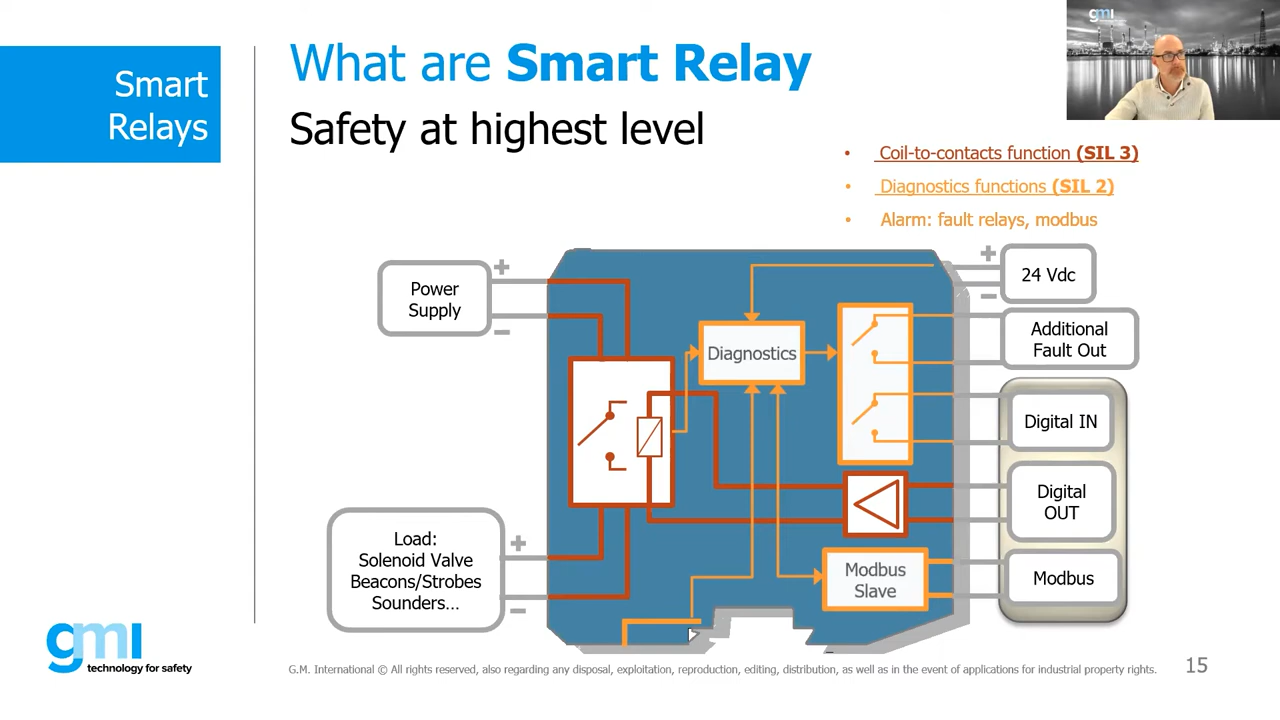 Smart
Relays
What are Smart Relay
Safety at highest level
gmi
• Coil-to-contacts function (SIL 3)
• Diagnostics functions (SIL 2)
• Alarm: fault relays, modbus
Power
Supply
+
−
24 Vdc
+
−
Additional
Fault Out
Diagnostics
Digital IN
Digital
OUT
Load:
Solenoid Valve
Beacons/Strobes
Sounders...
+
−
Modbus
Slave
Modbus
gmi
technology for safety
G.M. International © All rights reserved, also regarding any disposal, exploitation, reproduction, editing, distribution, as well as in the event of applications for industrial property rights.
15